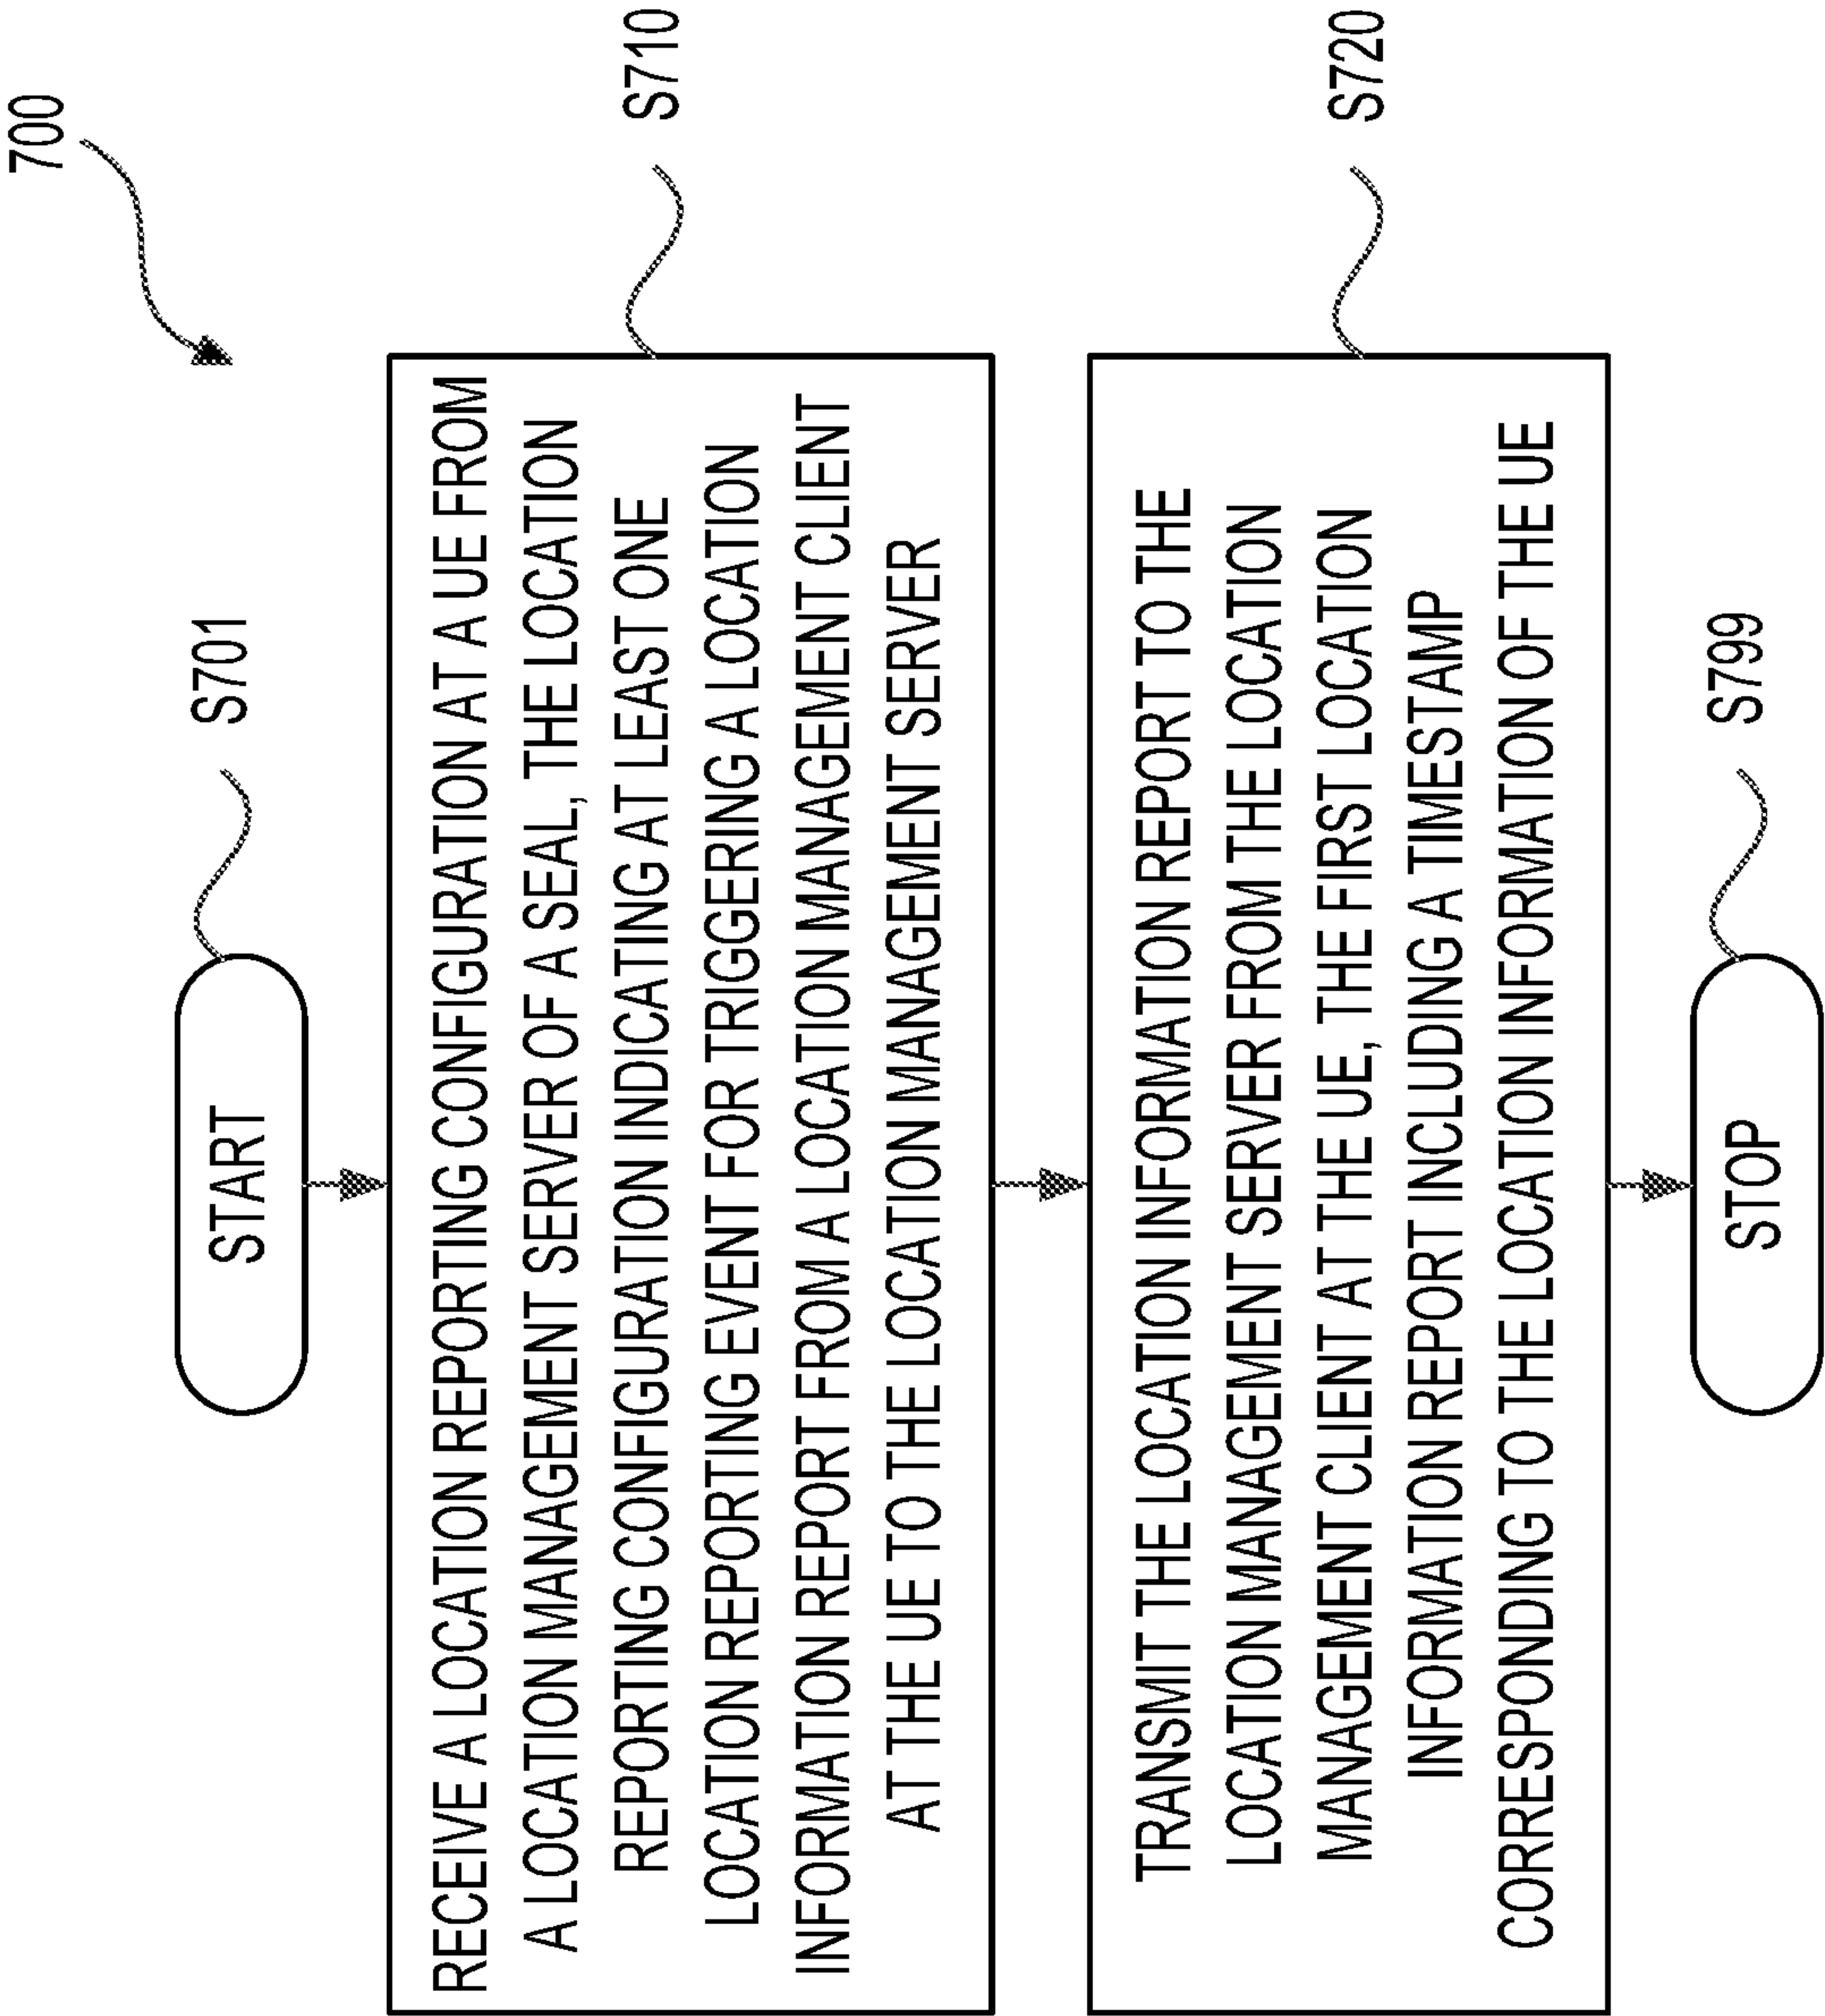 700
START
S701
RECEIVE A LOCATION REPORTING CONFIGURATION AT A UE FROM
A LOCATION MANAGEMENT SERVER OF A SEAL, THE LOCATION
REPORTING CONFIGURATION INDICATING AT LEAST ONE
LOCATION REPORTING EVENT FOR TRIGGERING A LOCATION
INFORMATION REPORT FROM A LOCATION MANAGEMENT CLIENT
AT THE UE TO THE LOCATION MANAGEMENT SERVER
S710
TRANSMIT THE LOCATION INFORMATION REPORT TO THE
LOCATION MANAGEMENT SERVER FROM THE LOCATION
MANAGEMENT CLIENT AT THE UE, THE FIRST LOCATION
INFORMATION REPORT INCLUDING A TIMESTAMP
CORRESPONDING TO THE LOCATION INFORMATION OF THE UE
S720
STOP
S799